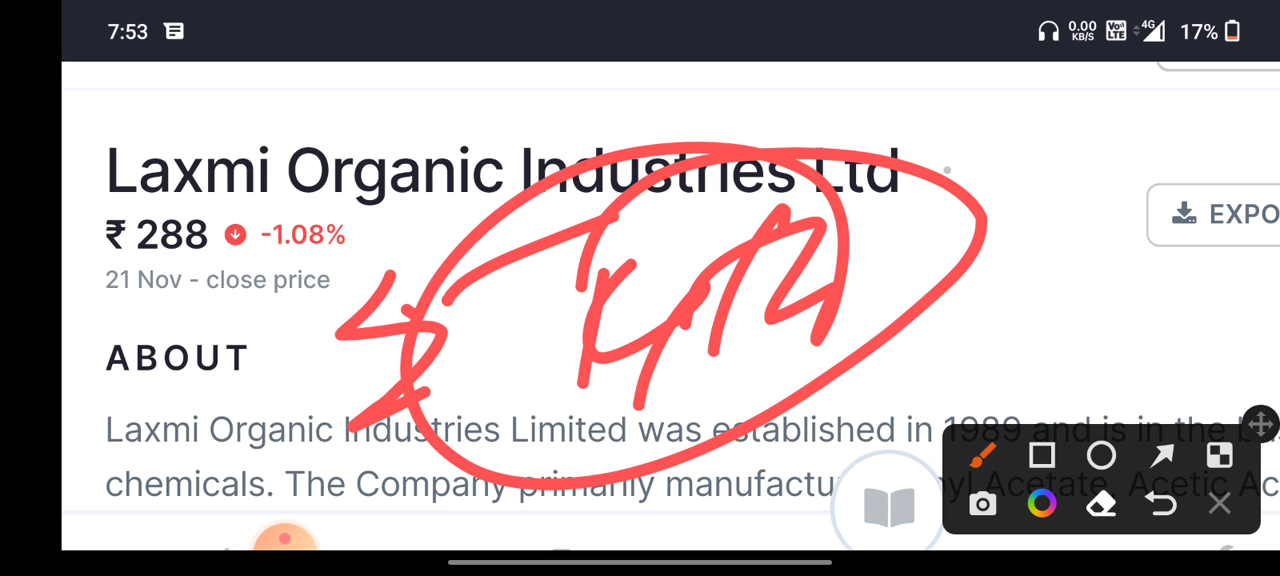 7:53 0.00 KB/S Vo LTE 4G 17%
Laxmi Organic Industries Ltd
₹ 288 -1.08%
EXPO
21 Nov - close price
ABOUT
Laxmi Organic Industries Limited was established in 1989 and is in the
chemicals. The Company primarily manufactu yl Acetate, Acetic Ac